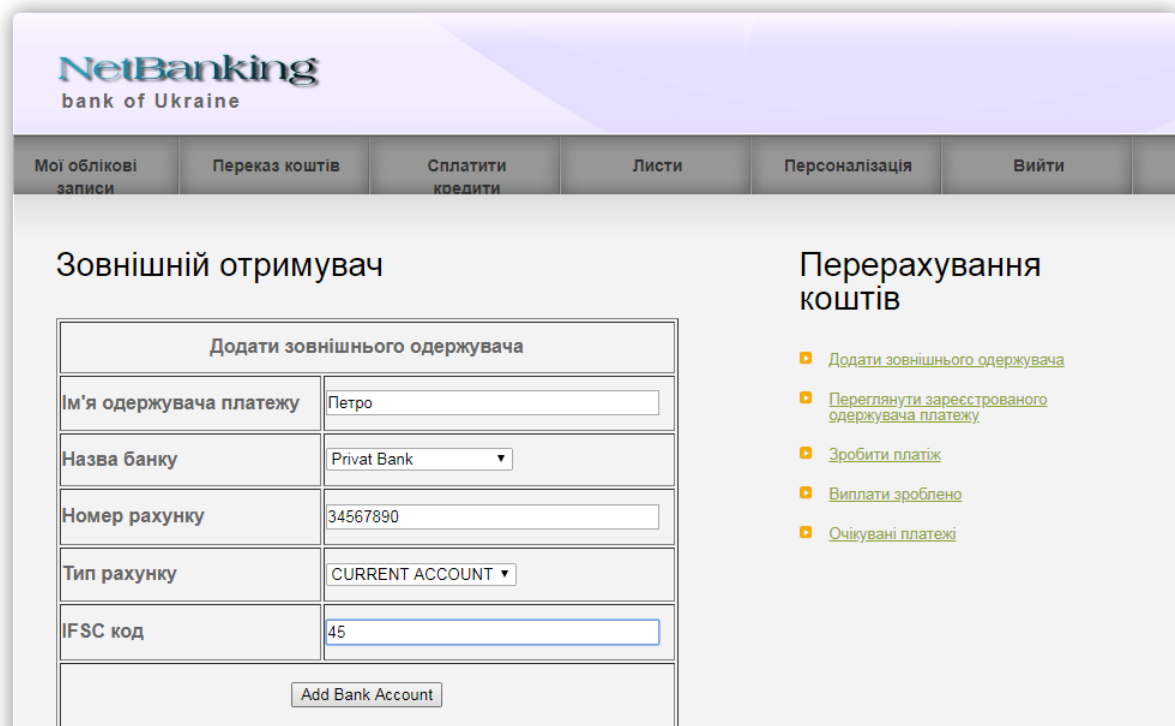 NetBanking
bank of Ukraine
Мої облікові записи
Переказ коштів
Сплатити кредити
Листи
Персоналізація
Вийти
Зовнішній отримувач
Додати зовнішнього одержувача
Ім'я одержувача платежу
Петро
Назва банку
Privat Bank
Номер рахунку
34567890
Тип рахунку
CURRENT ACCOUNT
IFSC код
45
Add Bank Account
Перерахування
коштів
Додати зовнішнього одержувача
Переглянути зареєстрованого
одержувача платежу
Зробити платіж
Виплати зроблено
Очікувані платежі